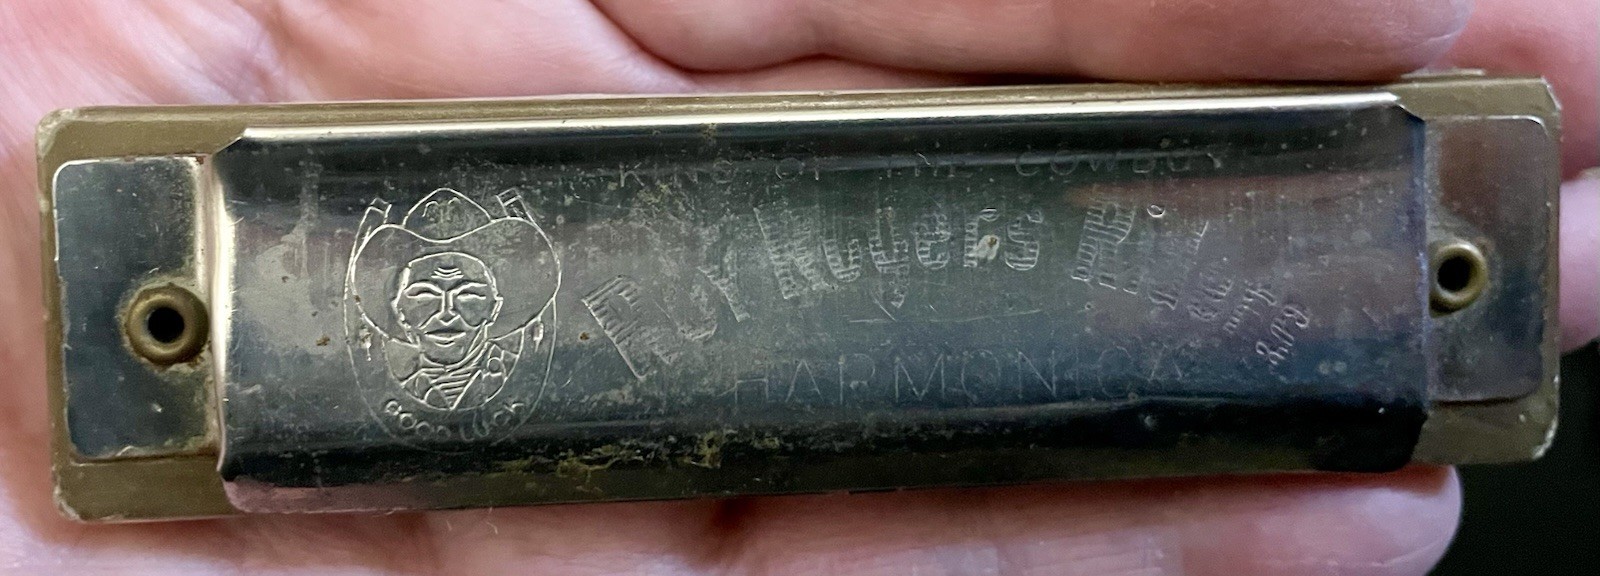 KING OF THE COWBOY
Roy Rogers
HARMONICA
GOOD LUCK